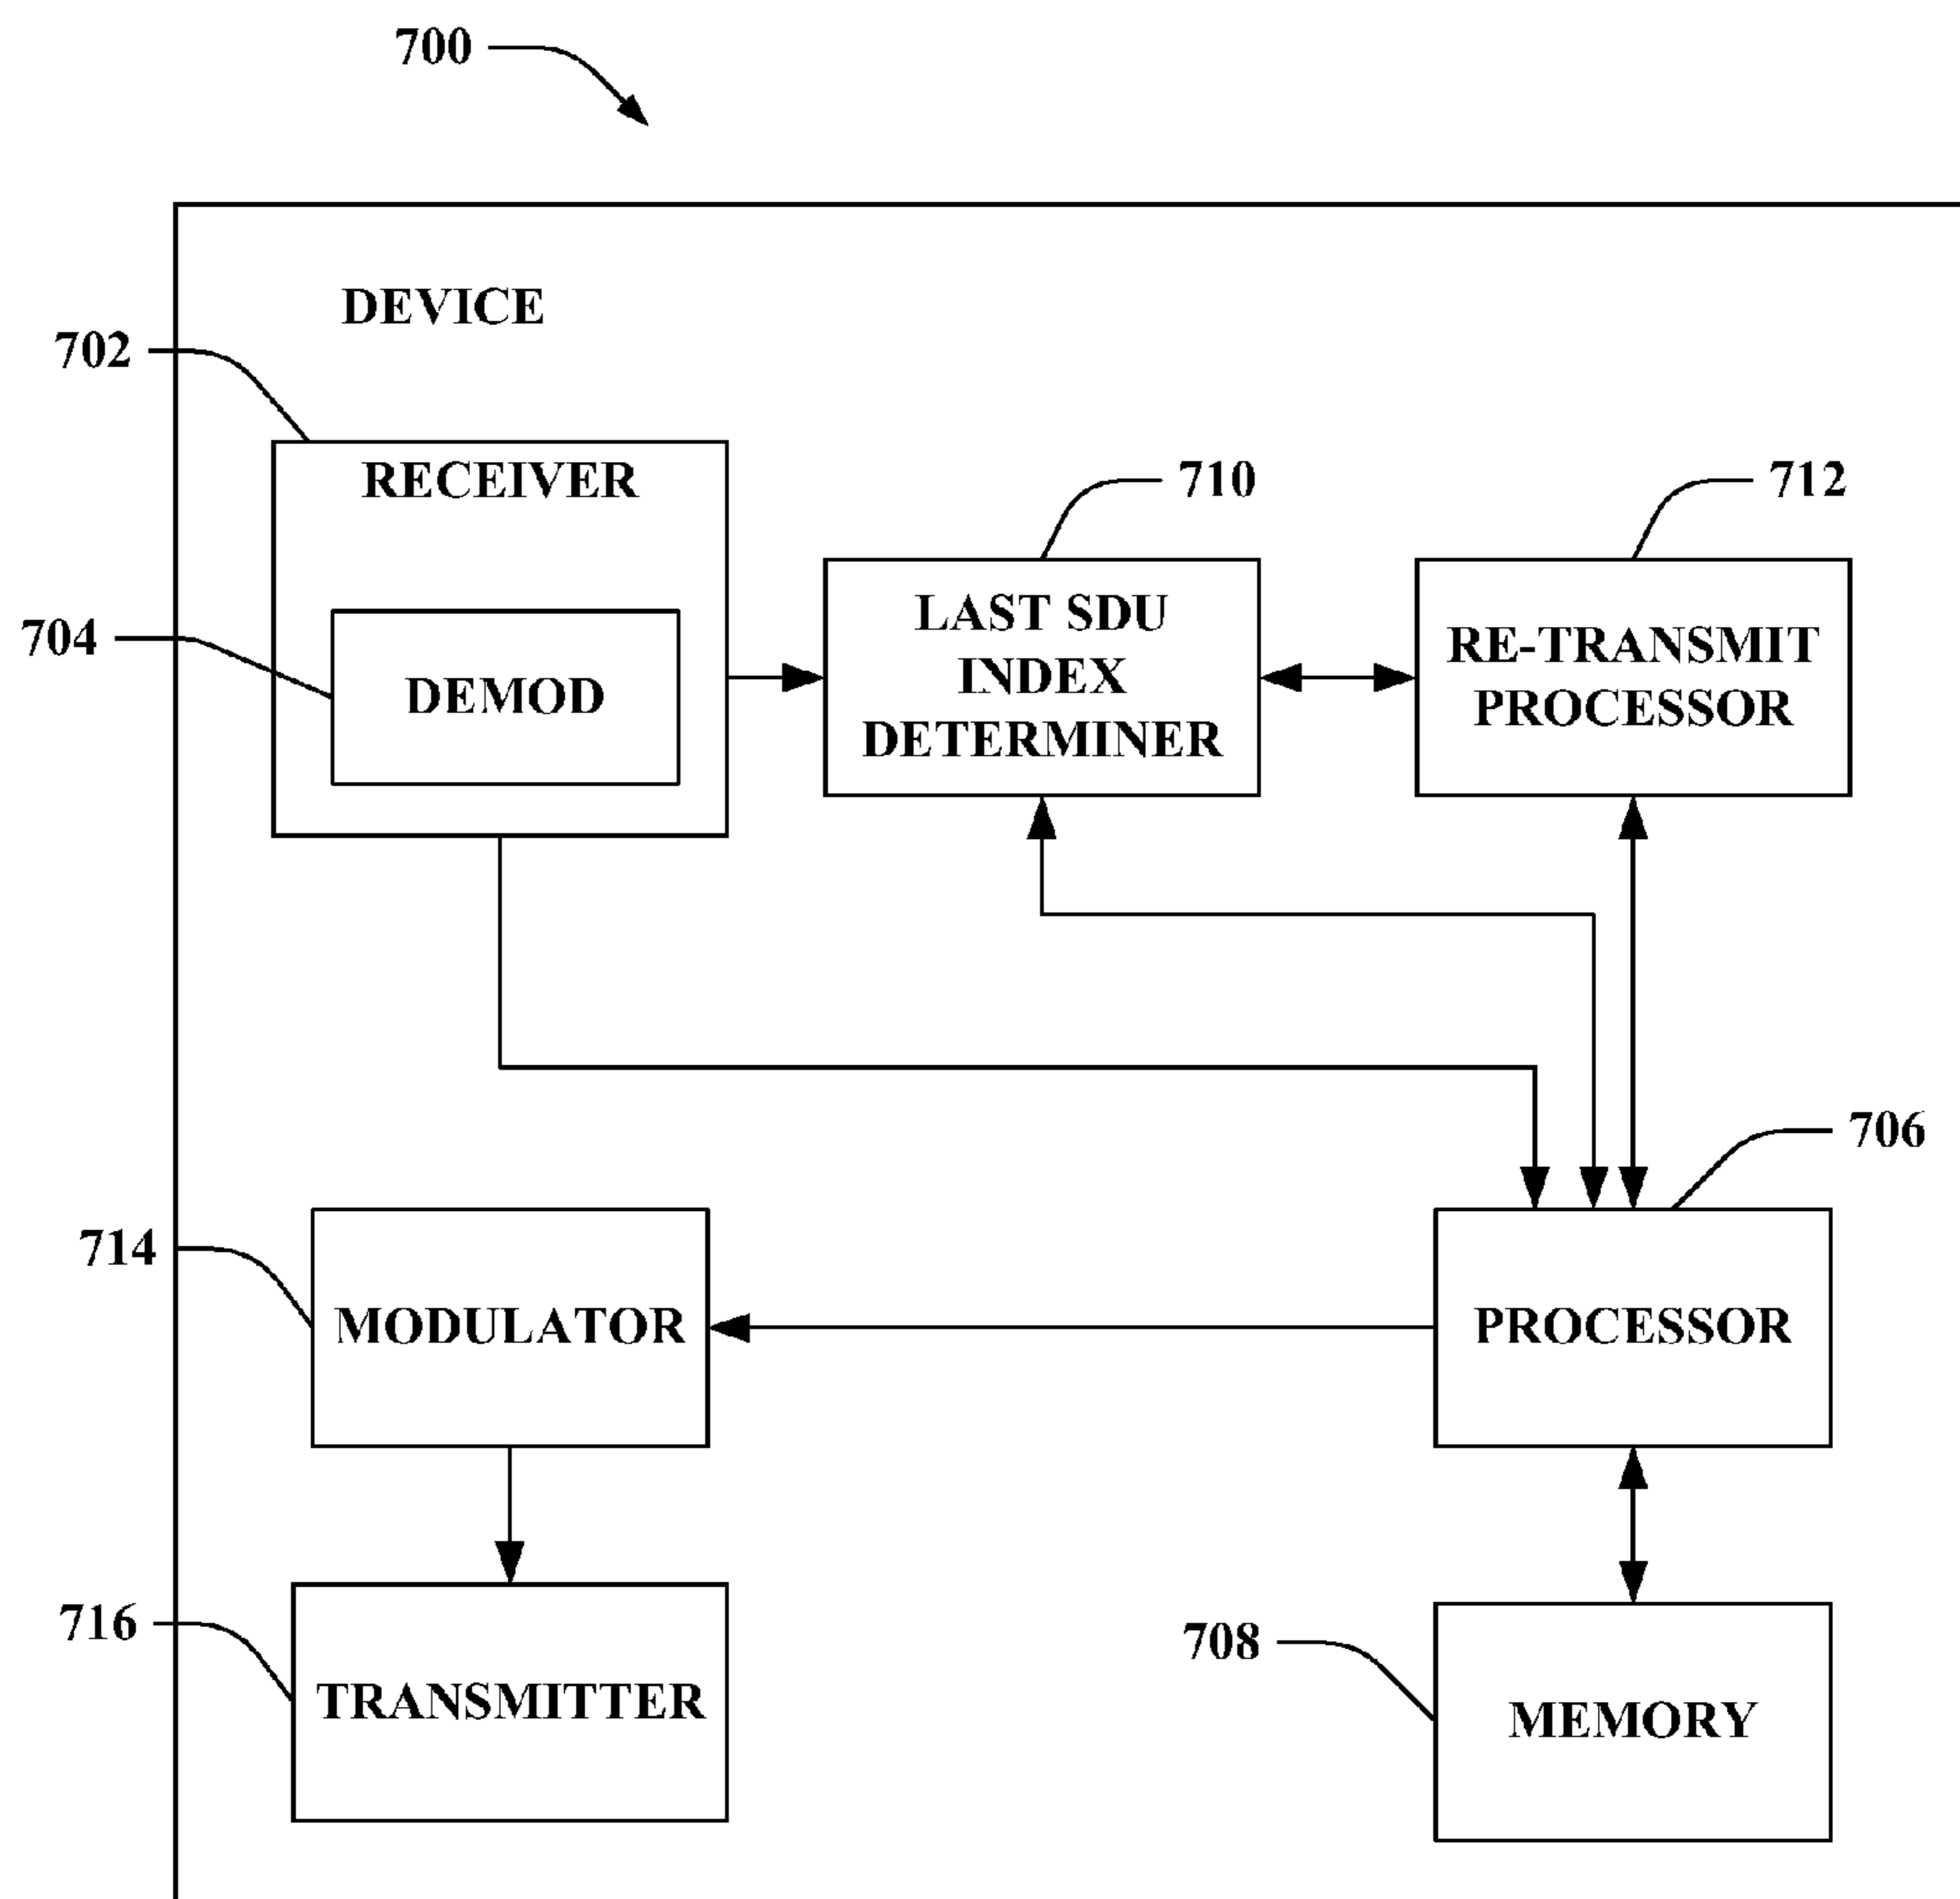 700
DEVICE
702
RECEIVER
710
712
704
DEMOD
LAST SDU
INDEX
DETERMINER
RE-TRANSMIT
PROCESSOR
706
714
MODULATOR
PROCESSOR
716
TRANSMITTER
708
MEMORY